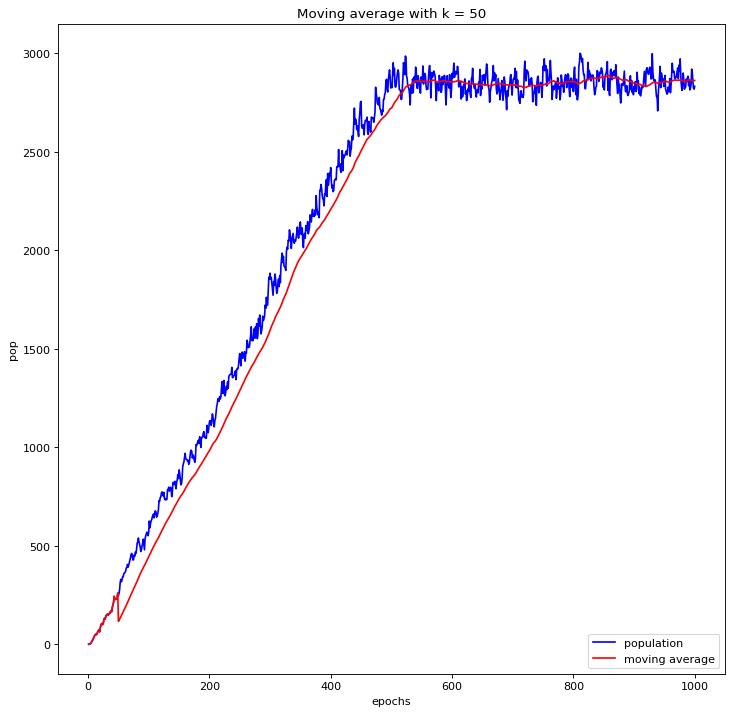 Moving average with k = 50
3000
2500
2000
1500
1000
500
0
pop
0 200 400 600 800 1000
epochs
population
moving average